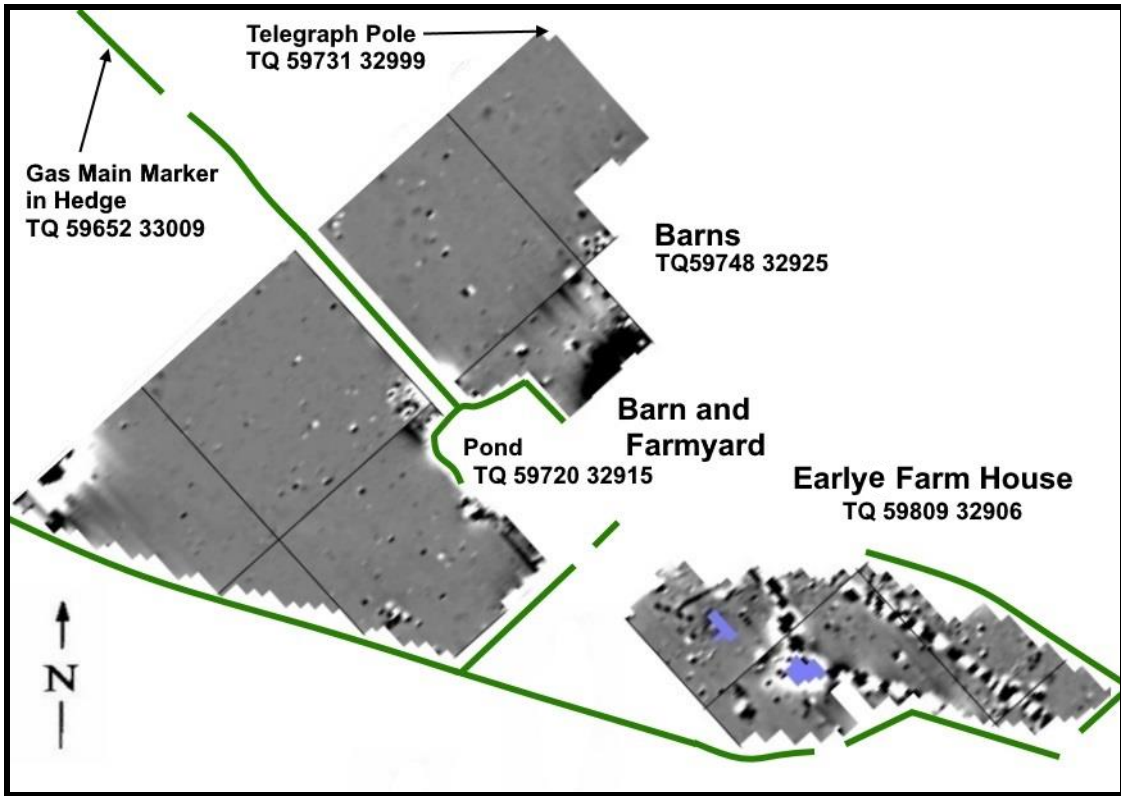 Telegraph Pole
TQ 59731 32999
Gas Main Marker
in Hedge
TQ 59652 33009
Barns
TQ59748 32925
Barn and
Farmyard
Pond
TQ 59720 32915
Earlye Farm House
TQ 59809 32906
N